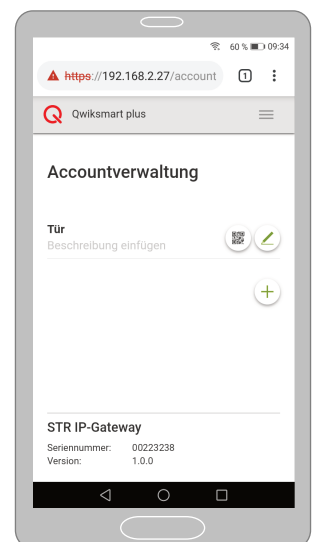 60 % 09:34
https://192.168.2.27/account 1
Qwiksmart plus
Accountverwaltung
Tür
Beschreibung einfügen
STR IP-Gateway
Seriennummer: 00223238
Version: 1.0.0